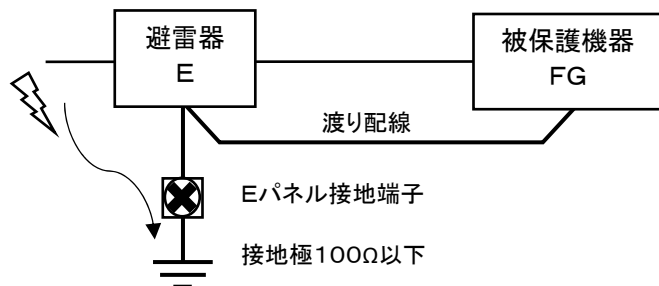 避雷器
E
被保護機器
FG
渡り配線
Eパネル接地端子
接地極100Ω以下